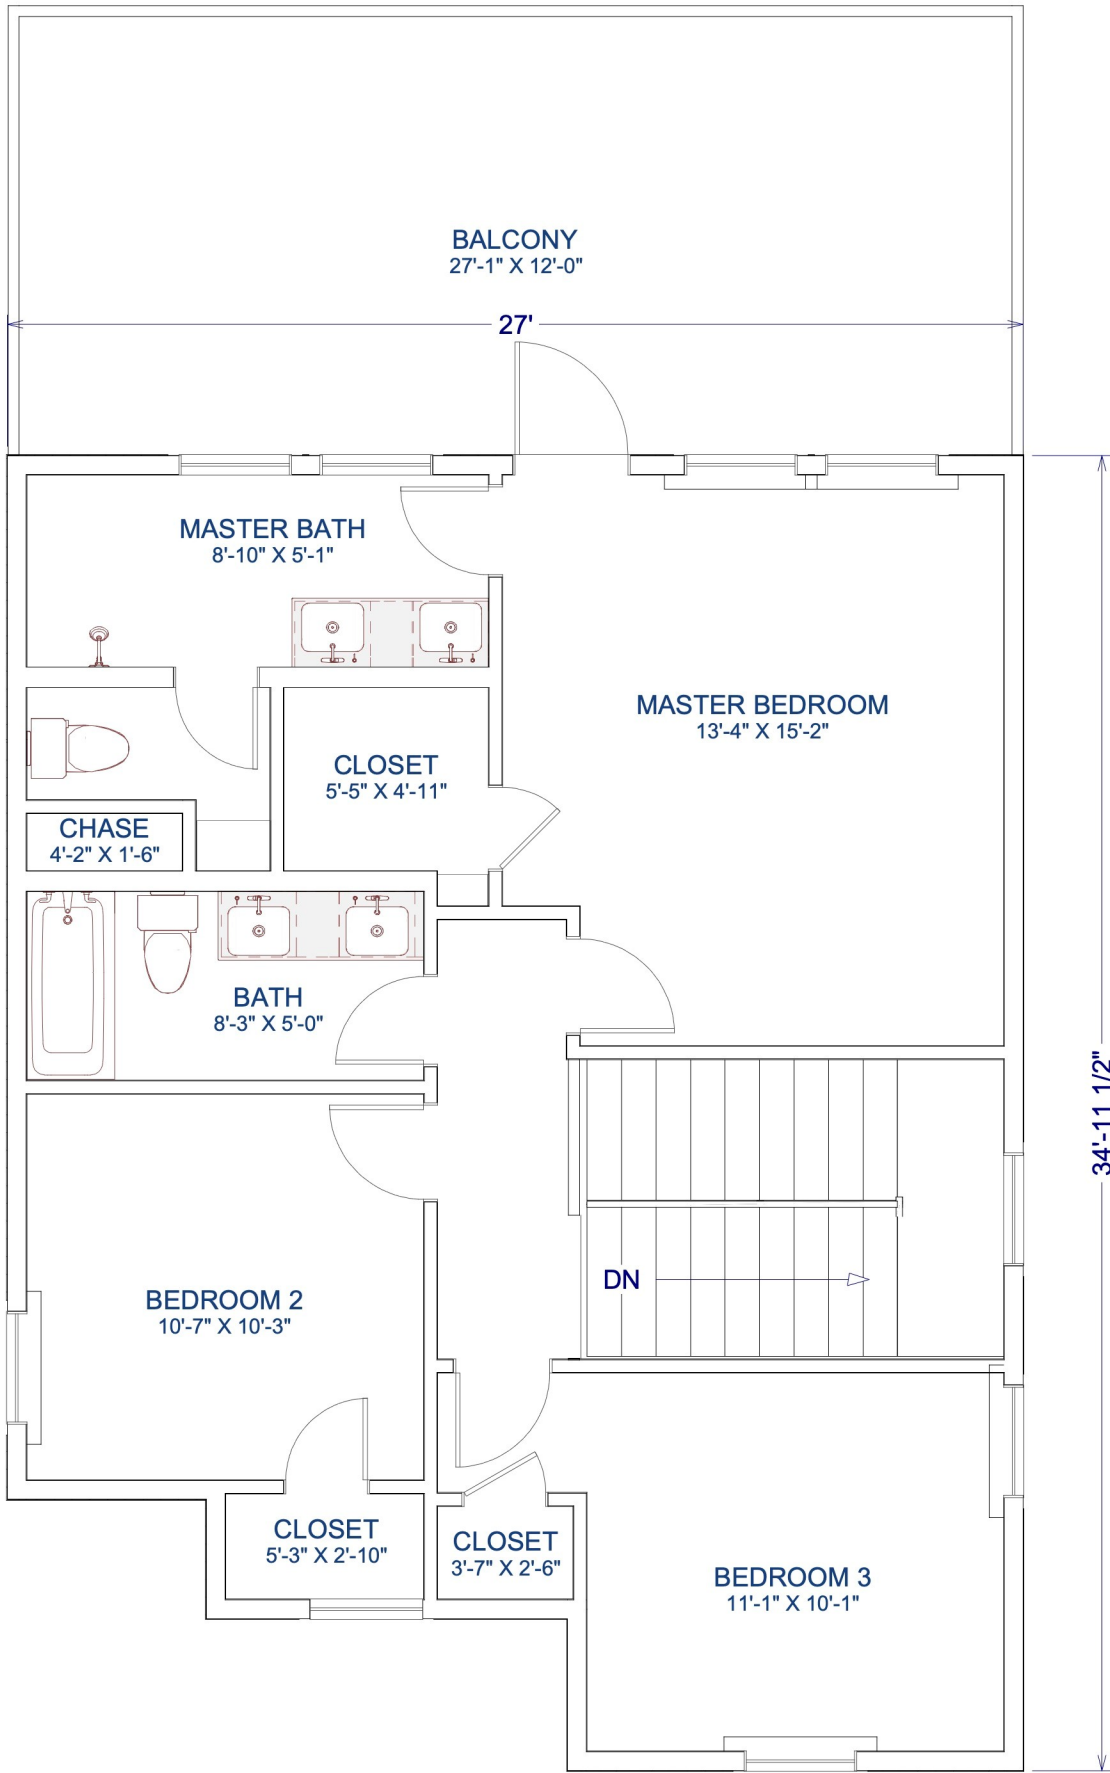 BALCONY
27'-1" X 12'-0"
27'
MASTER BATH
8'-10" X 5'-1"
MASTER BEDROOM
13'-4" X 15'-2"
CLOSET
5'-5" X 4'-11"
CHASE
4'-2" X 1'-6"
BATH
8'-3" X 5'-0"
34'-11 1/2"
DN
BEDROOM 2
10'-7" X 10'-3"
CLOSET
5'-3" X 2'-10"
CLOSET
3'-7" X 2'-6"
BEDROOM 3
11'-1" X 10'-1"